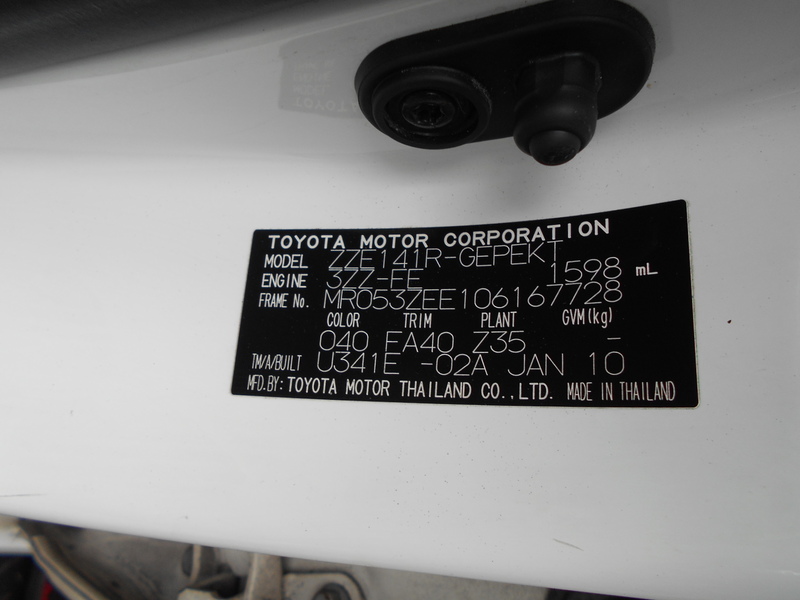 TOYOTA MOTOR CORPORATION
MODEL ZZE141R-GEPEKT
ENGINE 3ZZ-FE 1598 mL
FRAME No. MR053ZEE106167728
COLOR TRIM PLANT GVM(kg)
040 FA40 Z35 -
TM/A/BUILT U341E -02A JAN 10
MFD.BY: TOYOTA MOTOR THAILAND CO.,LTD. MADE IN THAILAND